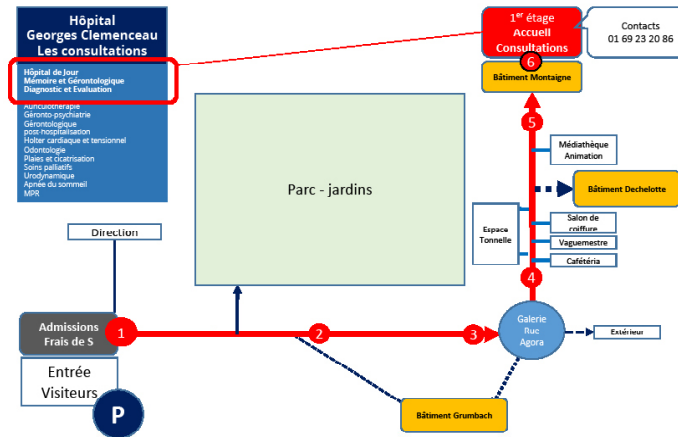 Hôpital
Georges Clemenceau
Les consultations
Hôpital de Jour
Mémoire et Gérontologique
Diagnostic et Evaluation
Auriculothérapie
Géronto-psychiatrie
Gérontologique
post-hospitalisation
Holter cardiaque et tensionnel
Odontologie
Plaies et cicatrisation
Soins palliatifs
Urodynamique
Apnée du sommeil
MPR
1er étage
Accueil
Consultations
6
Bâtiment Montaigne
Contacts
01 69 23 20 86
5
Médiathèque
Animation
Bâtiment Dechelotte
Parc - jardins
Espace
Tonnelle
Salon de
coiffure
Vaguemestre
Cafétéria
4
Direction
Admissions
Frais de S
1
2
3
Galerie
Ruc
Agora
Extérieur
Entrée
Visiteurs
P
Bâtiment Grumbach